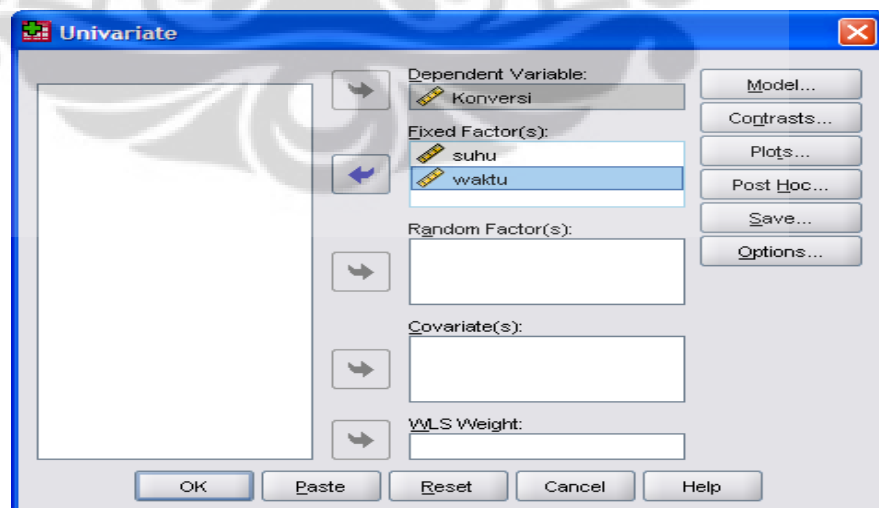 Univariate
Dependent Variable:
Konversi
Fixed Factor(s):
suhu
waktu
Random Factor(s):
Covariate(s):
WLS Weight:
Model...
Contrasts...
Plots...
Post Hoc...
Save...
Options...
OK
Paste
Reset
Cancel
Help